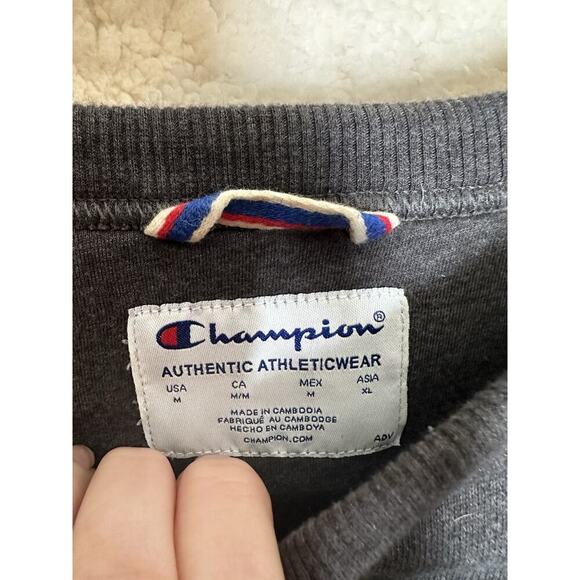 Champion®
AUTHENTIC ATHLETICWEAR
USA CA MEX ASIA
M M/M M XL
MADE IN CAMBODIA
FABRIQUÉ AU CAMBODGE
HECHO EN CAMBOYA
CHAMPION.COM
ADV